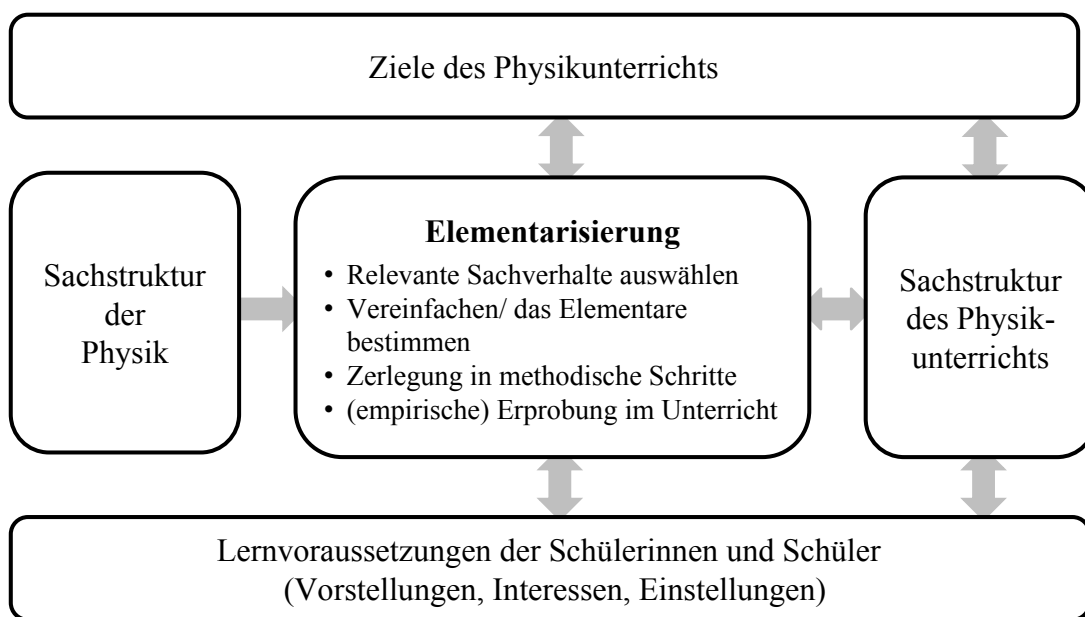 Ziele des Physikunterrichts
Sachstruktur
der
Physik
Elementarisierung
• Relevante Sachverhalte auswählen
• Vereinfachen/ das Elementare
bestimmen
• Zerlegung in methodische Schritte
• (empirische) Erprobung im Unterricht
Sachstruktur
des Physik-
unterrichts
Lernvoraussetzungen der Schülerinnen und Schüler
(Vorstellungen, Interessen, Einstellungen)